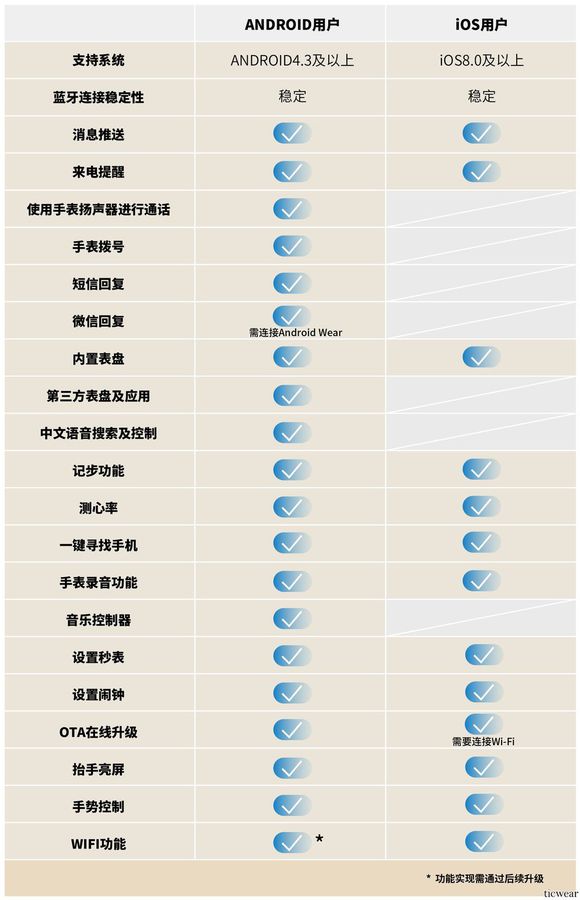 ANDROID用户 iOS用户
支持系统 ANDROID4.3及以上 iOS8.0及以上
蓝牙连接稳定性 稳定 稳定
消息推送
来电提醒
使用手表扬声器进行通话
手表拨号
短信回复
微信回复
需连接Android Wear
内置表盘
第三方表盘及应用
中文语音搜索及控制
记步功能
测心率
一键寻找手机
手表录音功能
音乐控制器
设置秒表
设置闹钟
OTA在线升级
需要连接Wi-Fi
抬手亮屏
手势控制
WIFI功能 *
* 功能实现需通过后续升级
ticwear